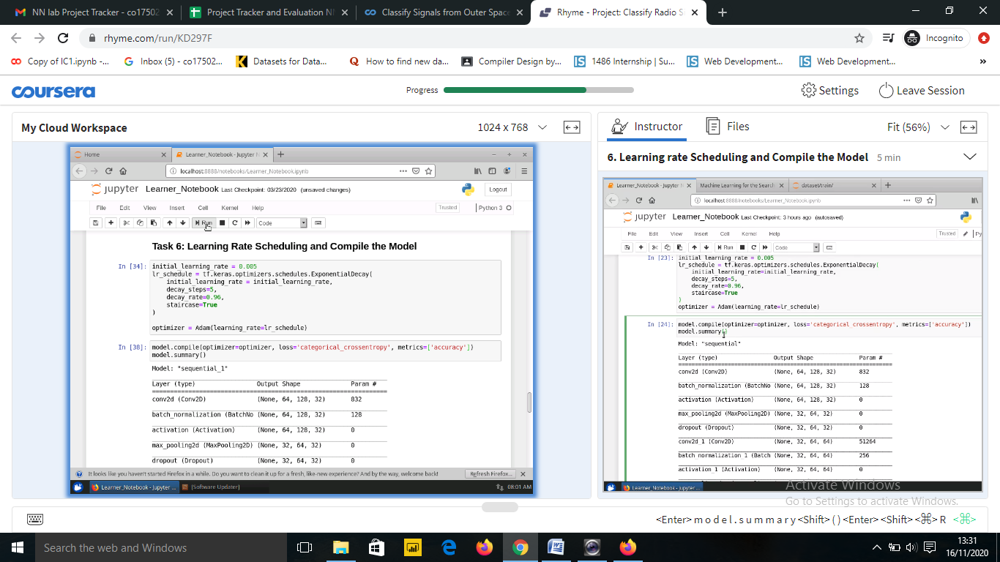 NN lab Project Tracker - co17502
Project Tracker and Evaluation NN
Classify Signals from Outer Space
Rhyme - Project: Classify Radio S
rhyme.com/run/KD297F
Incognito
Copy of IC1.ipynb -...
Inbox (5) - co17502...
Datasets for Data...
How to find new da...
Compiler Design by...
1486 Internship | Su...
Web Development...
Web Development...
coursera
Progress
Settings
Leave Session
My Cloud Workspace
1024 x 768
Home
Learner_Notebook - Jupyter N
localhost:8888/notebooks/Learner_Notebook.ipynb
jupyter Learner_Notebook Last Checkpoint: 03/23/2020 (unsaved changes)
Logout
File Edit View Insert Cell Kernel Help
Trusted
Python 3
Run
Code
Task 6: Learning Rate Scheduling and Compile the Model
In [34]: initial_learning_rate = 0.005
lr_schedule = tf.keras.optimizers.schedules.ExponentialDecay(
initial_learning_rate = initial_learning_rate,
decay_steps=5,
decay_rate=0.96,
staircase=True
)
optimizer = Adam(learning_rate=lr_schedule)
In [38]: model.compile(optimizer=optimizer, loss='categorical_crossentropy', metrics=['accuracy'])
model.summary()
Model: "sequential_1"
Layer (type) Output Shape Param #
conv2d (Conv2D) (None, 64, 128, 32) 832
batch_normalization (BatchNo (None, 64, 128, 32) 128
activation (Activation) (None, 64, 128, 32) 0
max_pooling2d (MaxPooling2D) (None, 32, 64, 32) 0
dropout (Dropout) (None, 32, 64, 32) 0
It looks like you haven't started Firefox in a while. Do you want to clean it up for a fresh, like-new experience? And by the way, welcome back!
Refresh Firefox...
Learner_Notebook - Jupyter ...
[Software Updater]
08:01 AM
Instructor
Files
Fit (56%)
6. Learning rate Scheduling and Compile the Model 5 min
Learner_Notebook - Jupyter N
Machine Learning for the Search
dataset/train/
localhost:8888/notebooks/Learner_Notebook.ipynb
jupyter Learner_Notebook Last Checkpoint: 3 hours ago (autosaved)
File Edit View Insert Cell Kernel Help
Trusted
Py
Run
Code
In [23]: initial_learning_rate = 0.005
lr_schedule = tf.keras.optimizers.schedules.ExponentialDecay(
initial_learning_rate=initial_learning_rate,
decay_steps=5,
decay_rate=0.96,
staircase=True
)
optimizer = Adam(learning_rate=lr_schedule)
In [24]: model.compile(optimizer=optimizer, loss='categorical_crossentropy', metrics=['accuracy'])
model.summary()
Model: "sequential"
Layer (type) Output Shape Param #
conv2d (Conv2D) (None, 64, 128, 32) 832
batch_normalization (BatchNo (None, 64, 128, 32) 128
activation (Activation) (None, 64, 128, 32) 0
max_pooling2d (MaxPooling2D) (None, 32, 64, 32) 0
dropout (Dropout) (None, 32, 64, 32) 0
conv2d_1 (Conv2D) (None, 32, 64, 64) 51264
batch_normalization_1 (Batch (None, 32, 64, 64) 256
activation_1 (Activation) (None, 32, 64, 64) 0
Learner_Notebook - Jupyter ...
Activate Windows
Go to Settings to activate Windows.
<Enter> m o d e l . s u m m a r y <Shift> ( ) <Enter> <Shift> <⌘> R <⌘>
Search the web and Windows
13:31
16/11/2020